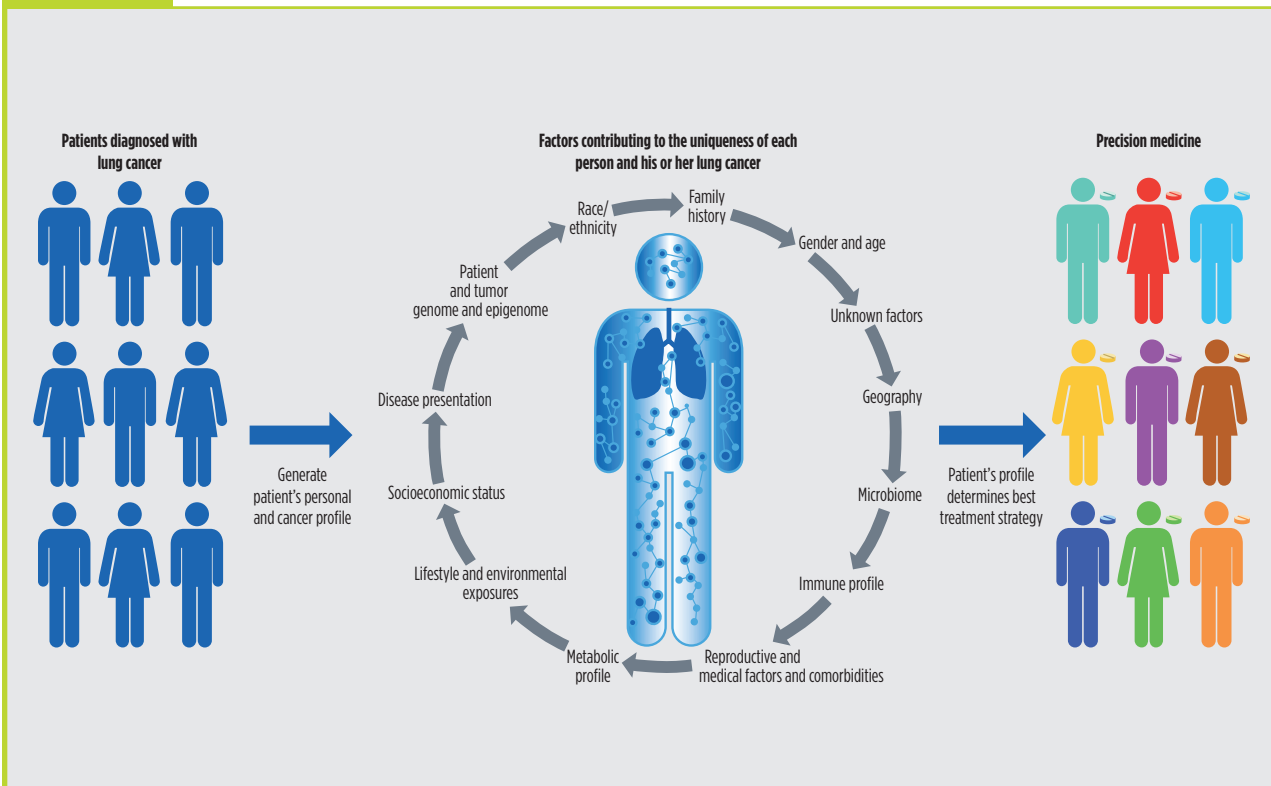 Patients diagnosed with
lung cancer
Generate
patient's personal
and cancer profile
Factors contributing to the uniqueness of each
person and his or her lung cancer
Family
history
Gender and age
Unknown factors
Geography
Microbiome
Immune profile
Reproductive and
medical factors and comorbidities
Metabolic
profile
Lifestyle and environmental
exposures
Socioeconomic status
Disease presentation
Patient
and tumor
genome and epigenome
Race/
ethnicity
Patient's profile
determines best
treatment strategy
Precision medicine